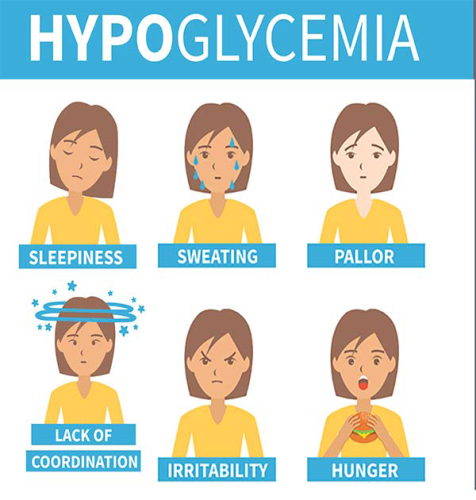 HYPOGLYCEMIA
SLEEPINESS
SWEATING
PALLOR
LACK OF
COORDINATION
IRRITABILITY
HUNGER